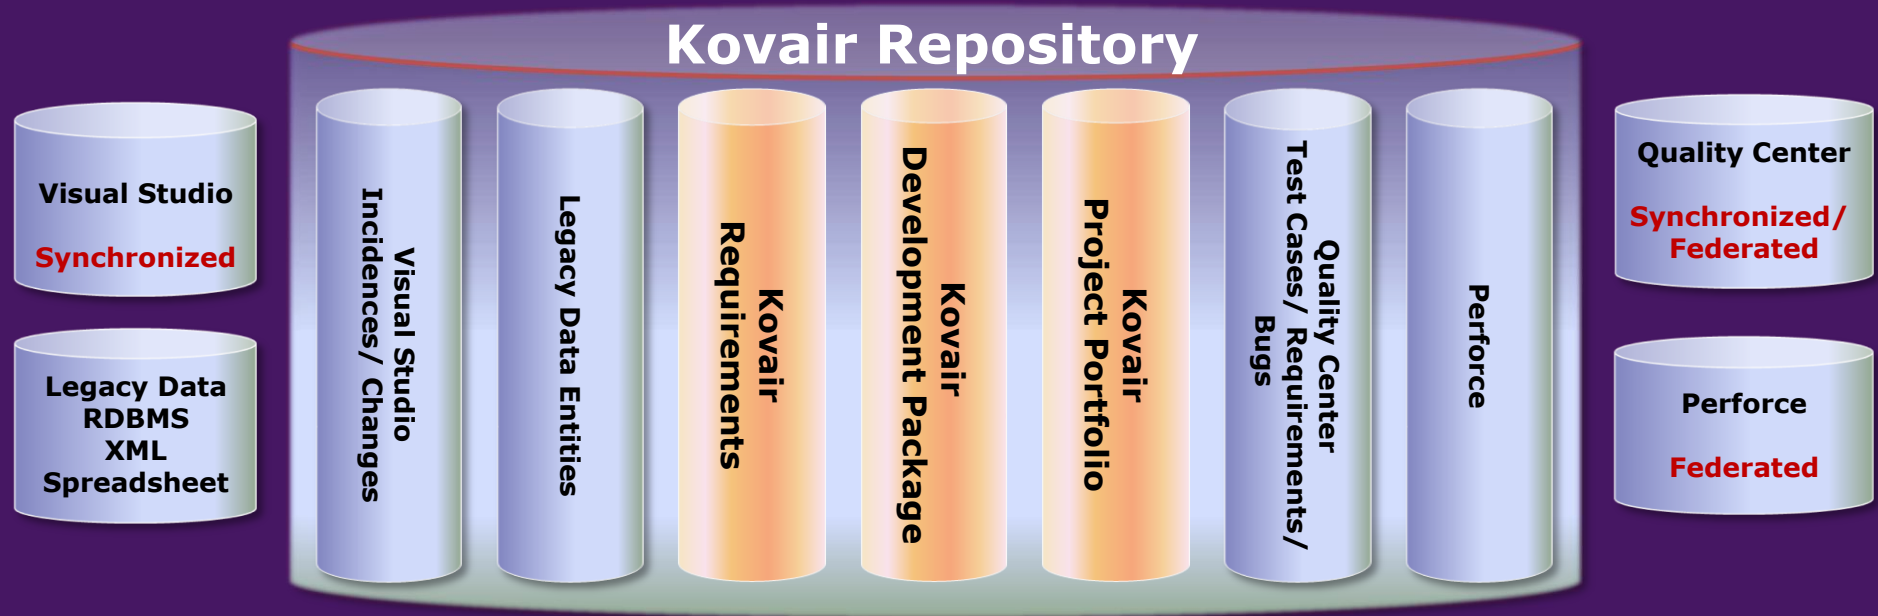 Kovair Repository
Visual Studio
Synchronized
Legacy Data
RDBMS
XML
Spreadsheet
Visual Studio
Incidences/ Changes
Legacy Data Entities
Kovair
Requirements
Kovair
Development Package
Kovair
Project Portfolio
Quality Center
Test Cases/ Requirements/
Bugs
Perforce
Quality Center
Synchronized/
Federated
Perforce
Federated